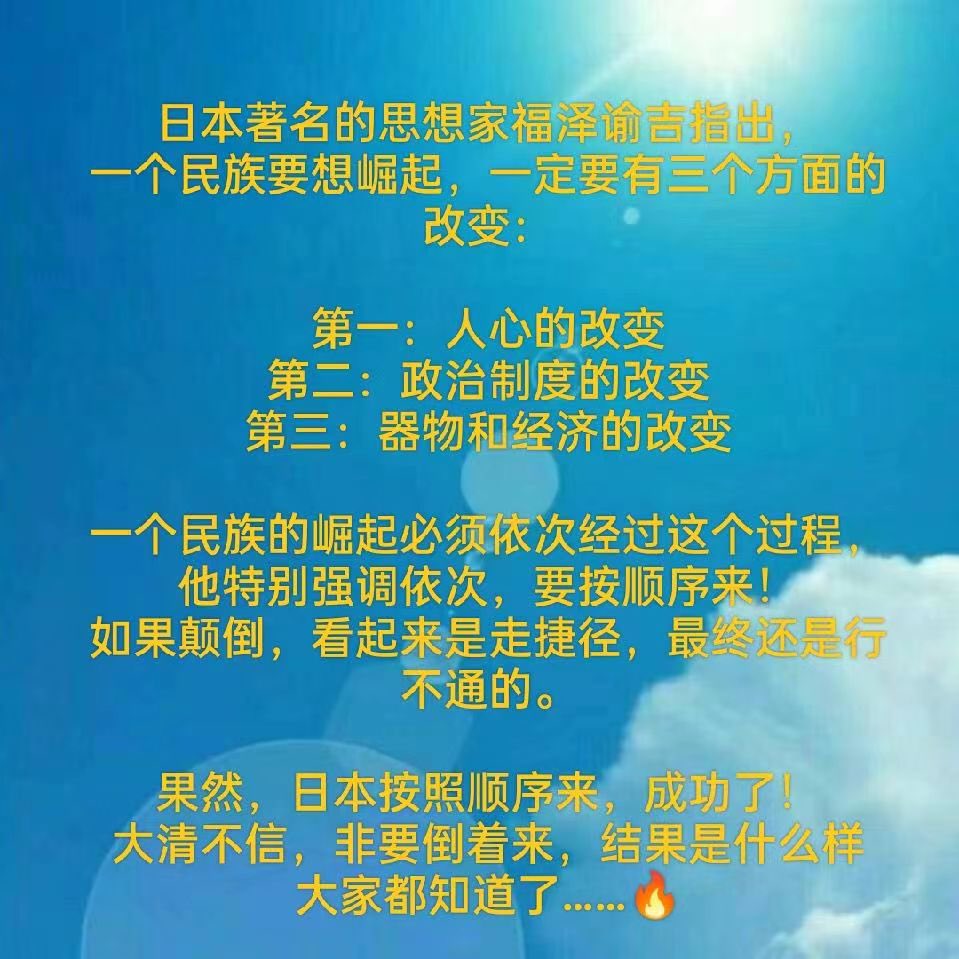 日本著名的思想家福泽谕吉指出，
一个民族要想崛起，一定要有三个方面的
改变：
第一：人心的改变
第二：政治制度的改变
第三：器物和经济的改变
一个民族的崛起必须依次经过这个过程，
他特别强调依次，要按顺序来！
如果颠倒，看起来是走捷径，最终还是行
不通的。
果然，日本按照顺序来，成功了！
大清不信，非要倒着来，结果是什么样
大家都知道了……🔥